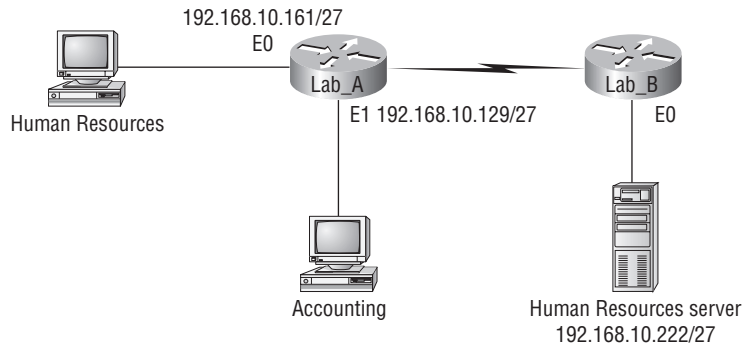 192.168.10.161/27
E0
Lab_A
Lab_B
Human Resources
E1 192.168.10.129/27
E0
Accounting
Human Resources server
192.168.10.222/27